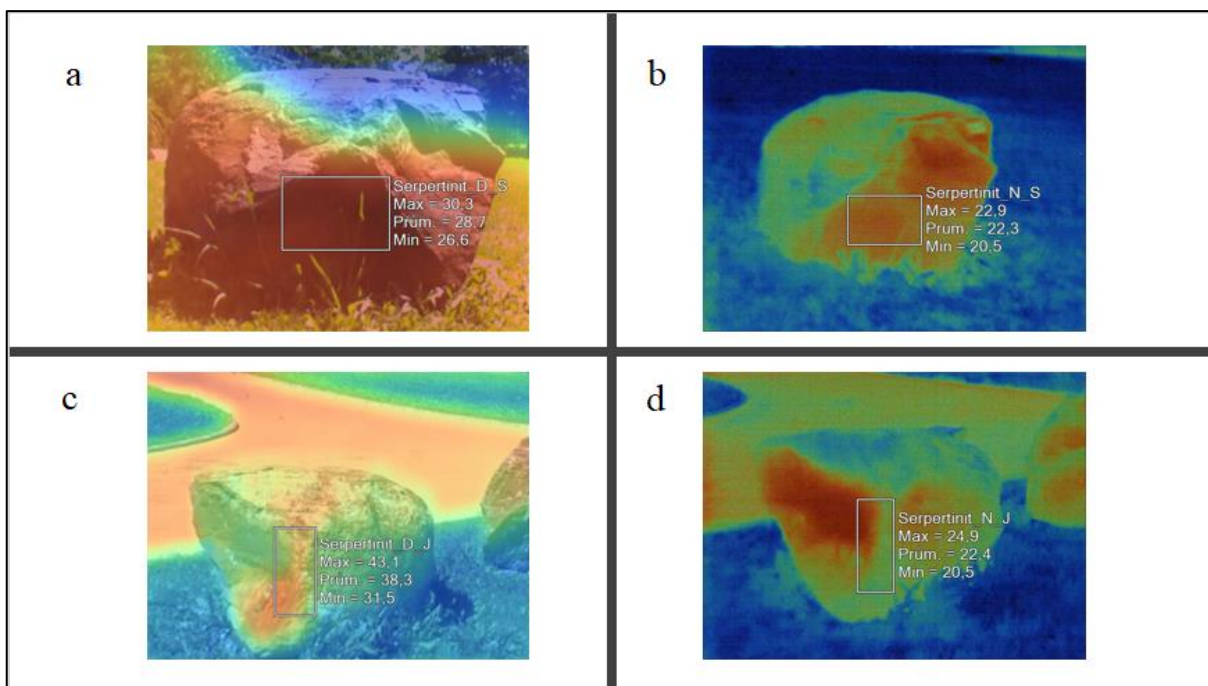 a
Serpertinit_D_S
Max = 30,3
Prum. = 28,7
Min = 26,6
b
Serpertinit_N_S
Max = 22,9
Prum. = 22,3
Min = 20,5
c
Serpertinit_D_J
Max = 43,1
Prum. = 38,3
Min = 31,5
d
Serpertinit_N_J
Max = 24,9
Prum. = 22,4
Min = 20,5